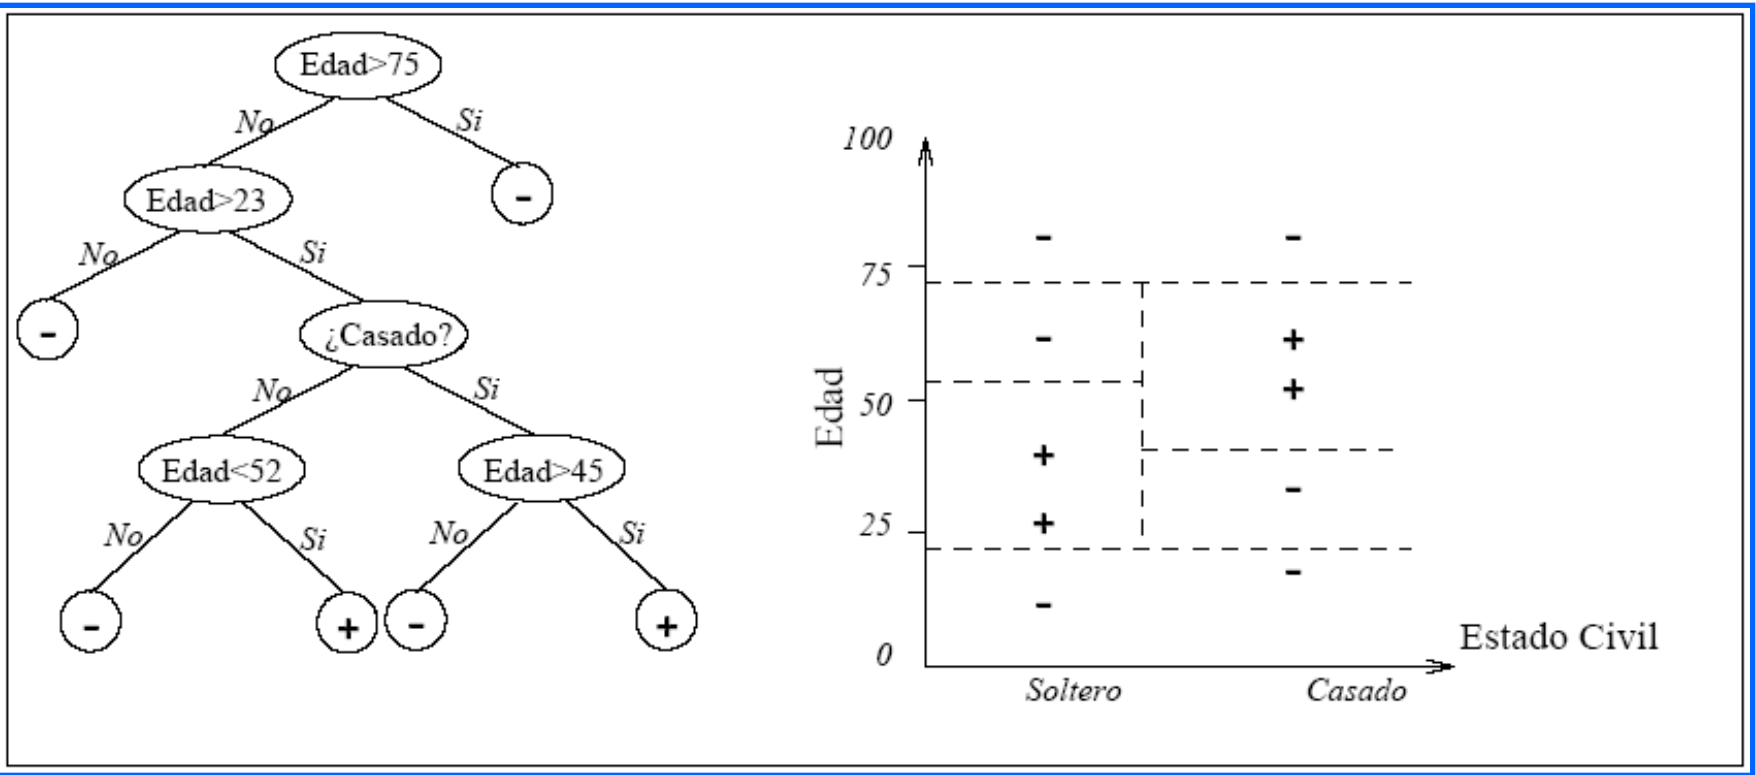 Edad>75
No
Si
Edad>23
-
No
Si
-
¿Casado?
No
Si
Edad<52
Edad>45
No
Si
No
Si
-
+
-
+
100
75
50
25
0
Edad
-
-
-
+
+
+
+
-
-
-
Estado Civil
Soltero
Casado